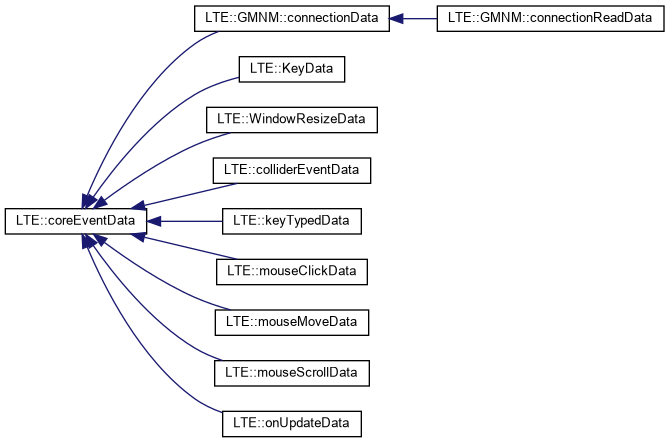 LTE::GMNM::connectionData
LTE::GMNM::connectionReadData
LTE::KeyData
LTE::WindowResizeData
LTE::colliderEventData
LTE::coreEventData
LTE::keyTypedData
LTE::mouseClickData
LTE::mouseMoveData
LTE::mouseScrollData
LTE::onUpdateData